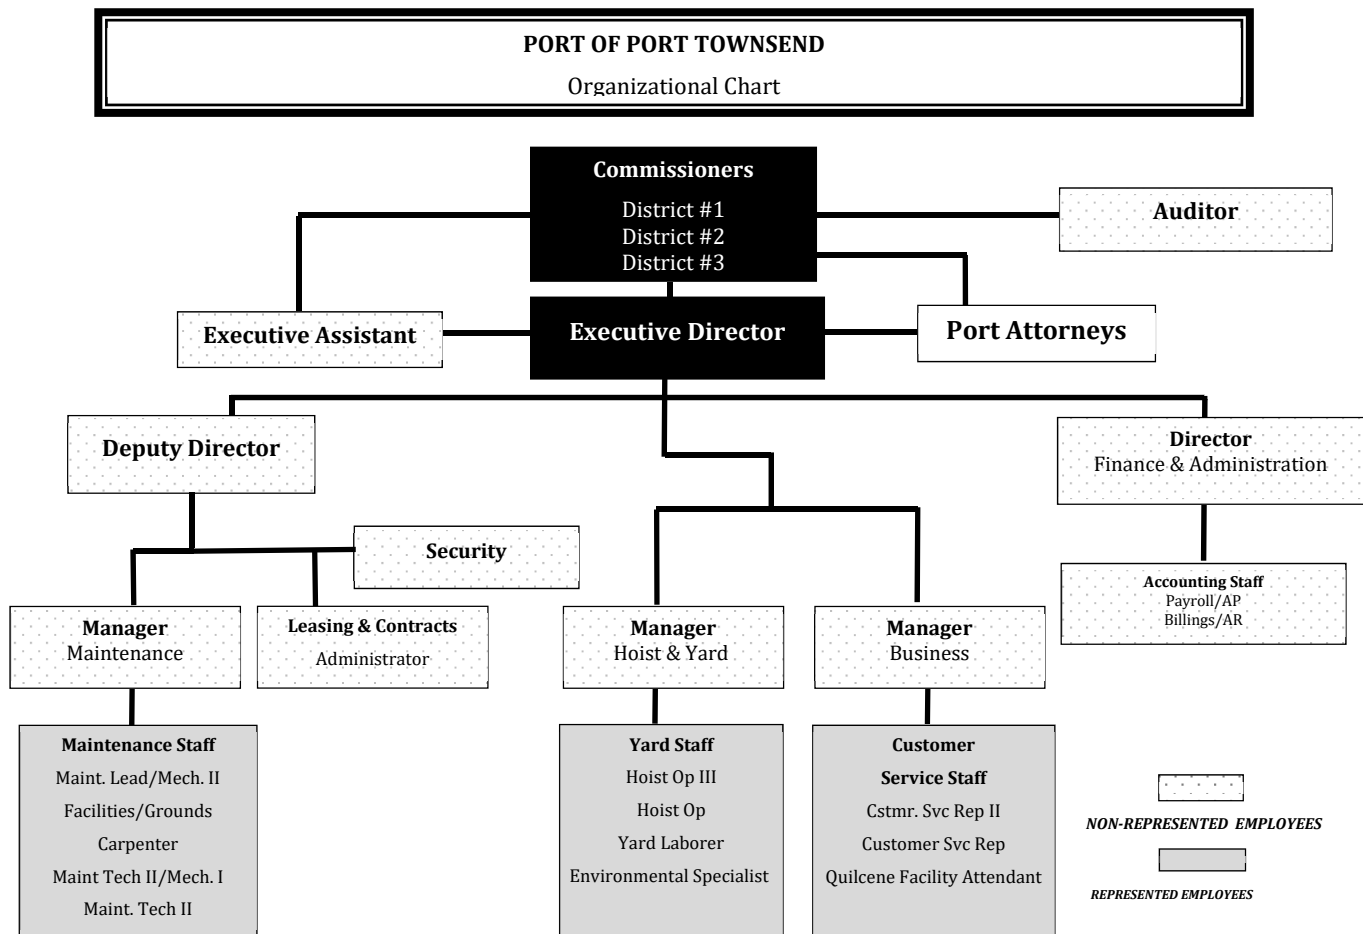 PORT OF PORT TOWNSEND
Organizational Chart
Commissioners
District #1
District #2
District #3
Auditor
Executive Assistant
Executive Director
Port Attorneys
Deputy Director
Director
Finance & Administration
Security
Accounting Staff
Payroll/AP
Billings/AR
Manager
Maintenance
Leasing & Contracts
Administrator
Manager
Hoist & Yard
Manager
Business
Maintenance Staff
Maint. Lead/Mech. II
Facilities/Grounds
Carpenter
Maint Tech II/Mech. I
Maint. Tech II
Yard Staff
Hoist Op III
Hoist Op
Yard Laborer
Environmental Specialist
Customer
Service Staff
Cstmr. Svc Rep II
Customer Svc Rep
Quilcene Facility Attendant
NON-REPRESENTED EMPLOYEES
REPRESENTED EMPLOYEES